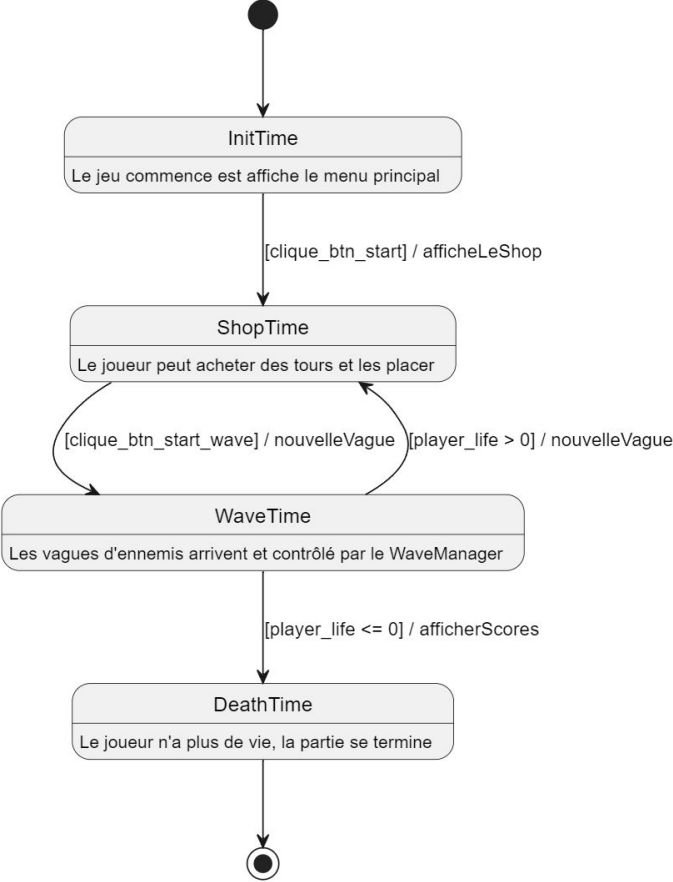 InitTime
Le jeu commence est affiche le menu principal
[clique_btn_start] / afficheLeShop
ShopTime
Le joueur peut acheter des tours et les placer
[clique_btn_start_wave] / nouvelleVague
[player_life > 0] / nouvelleVague
WaveTime
Les vagues d'ennemis arrivent et contrôlé par le WaveManager
[player_life <= 0] / afficherScores
DeathTime
Le joueur n'a plus de vie, la partie se termine